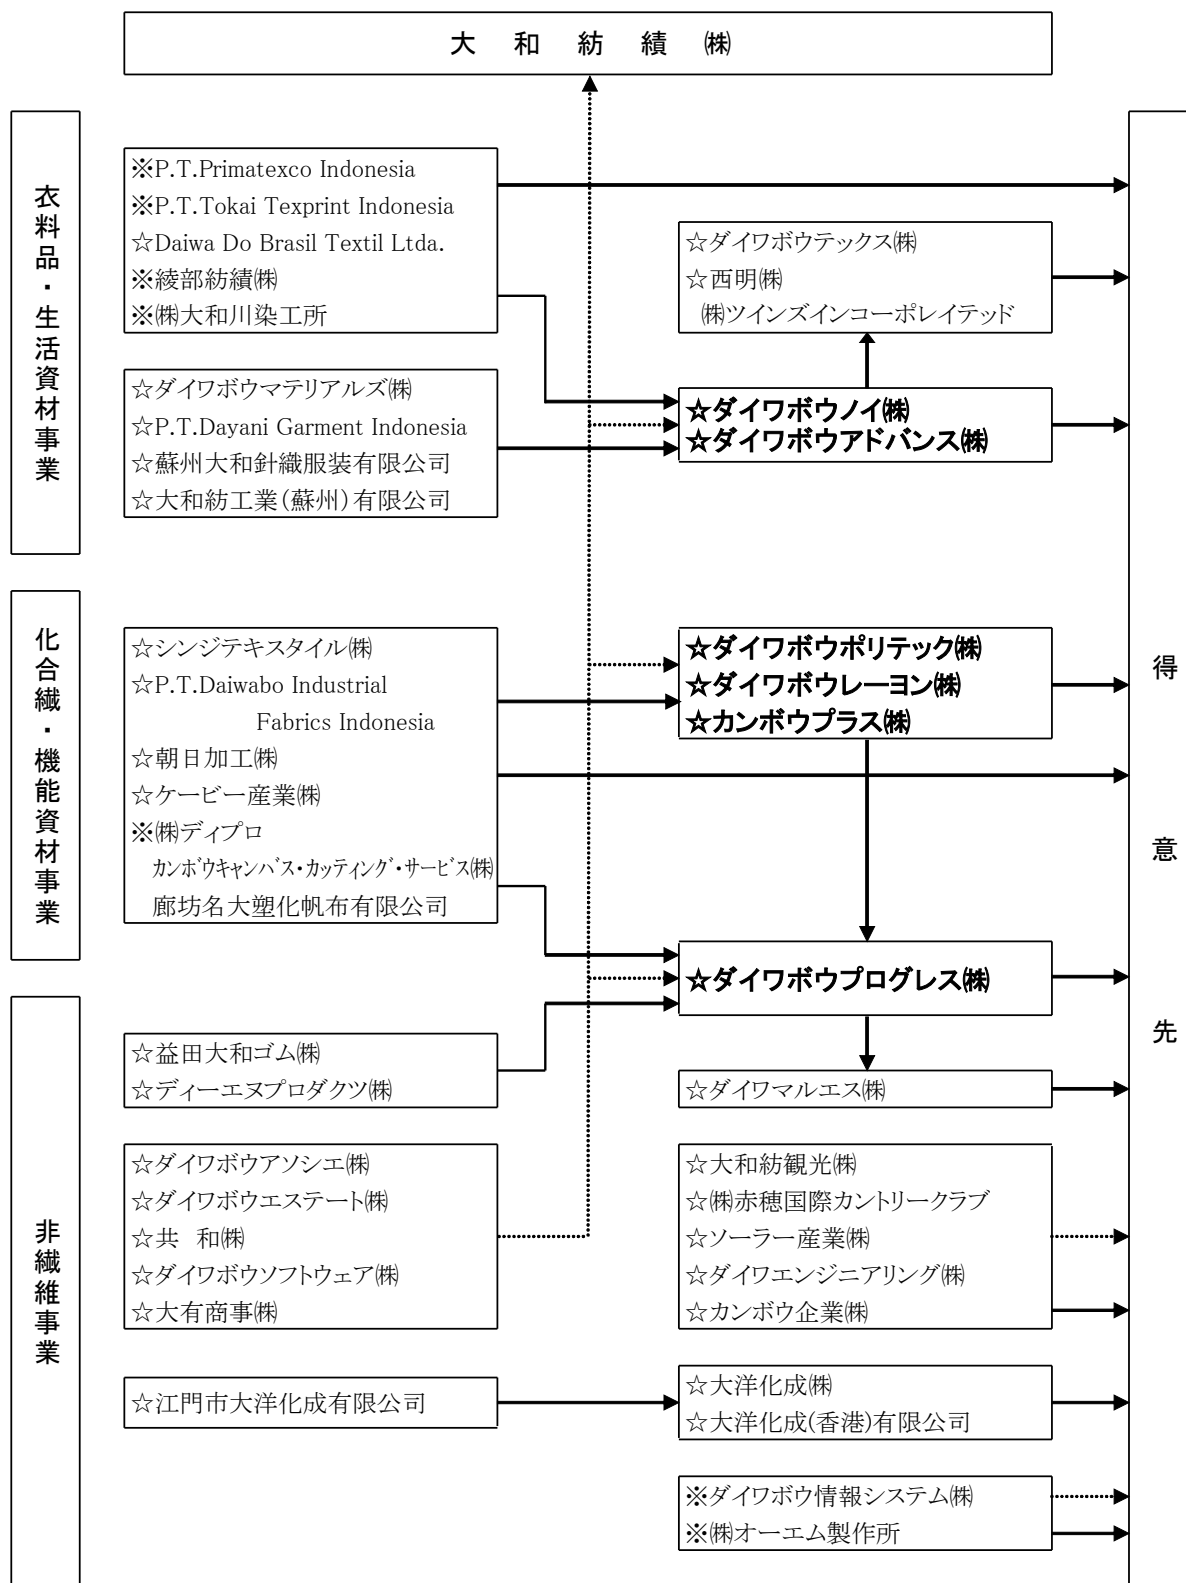 大和紡績㈱
衣料品・生活資材事業
※P.T.Primatexco Indonesia
※P.T.Tokai Texprint Indonesia
☆Daiwa Do Brasil Textil Ltda.
※綾部紡績㈱
※㈱大和川染工所
☆ダイワボウテックス㈱
☆西明㈱
㈱ツインズインコーポレイテッド
☆ダイワボウマテリアルズ㈱
☆P.T.Dayani Garment Indonesia
☆蘇州大和針織服装有限公司
☆大和紡工業(蘇州)有限公司
☆ダイワボウノイ㈱
☆ダイワボウアドバンス㈱
化合繊・機能資材事業
☆シンジテキスタイル㈱
☆P.T.Daiwabo Industrial
Fabrics Indonesia
☆朝日加工㈱
☆ケービー産業㈱
※㈱ディプロ
カンボウキャンバス・カッティング・サービス㈱
廊坊名大塑化帆布有限公司
☆ダイワボウポリテック㈱
☆ダイワボウレーヨン㈱
☆カンボウプラス㈱
☆ダイワボウプログレス㈱
非繊維事業
☆益田大和ゴム㈱
☆ディーエヌプロダクツ㈱
☆ダイワマルエス㈱
☆ダイワボウアソシエ㈱
☆ダイワボウエステート㈱
☆共 和㈱
☆ダイワボウソフトウェア㈱
☆大有商事㈱
☆大和紡観光㈱
☆㈱赤穂国際カントリークラブ
☆ソーラー産業㈱
☆ダイワエンジニアリング㈱
☆カンボウ企業㈱
☆江門市大洋化成有限公司
☆大洋化成㈱
☆大洋化成(香港)有限公司
※ダイワボウ情報システム㈱
※㈱オーエム製作所
得意先